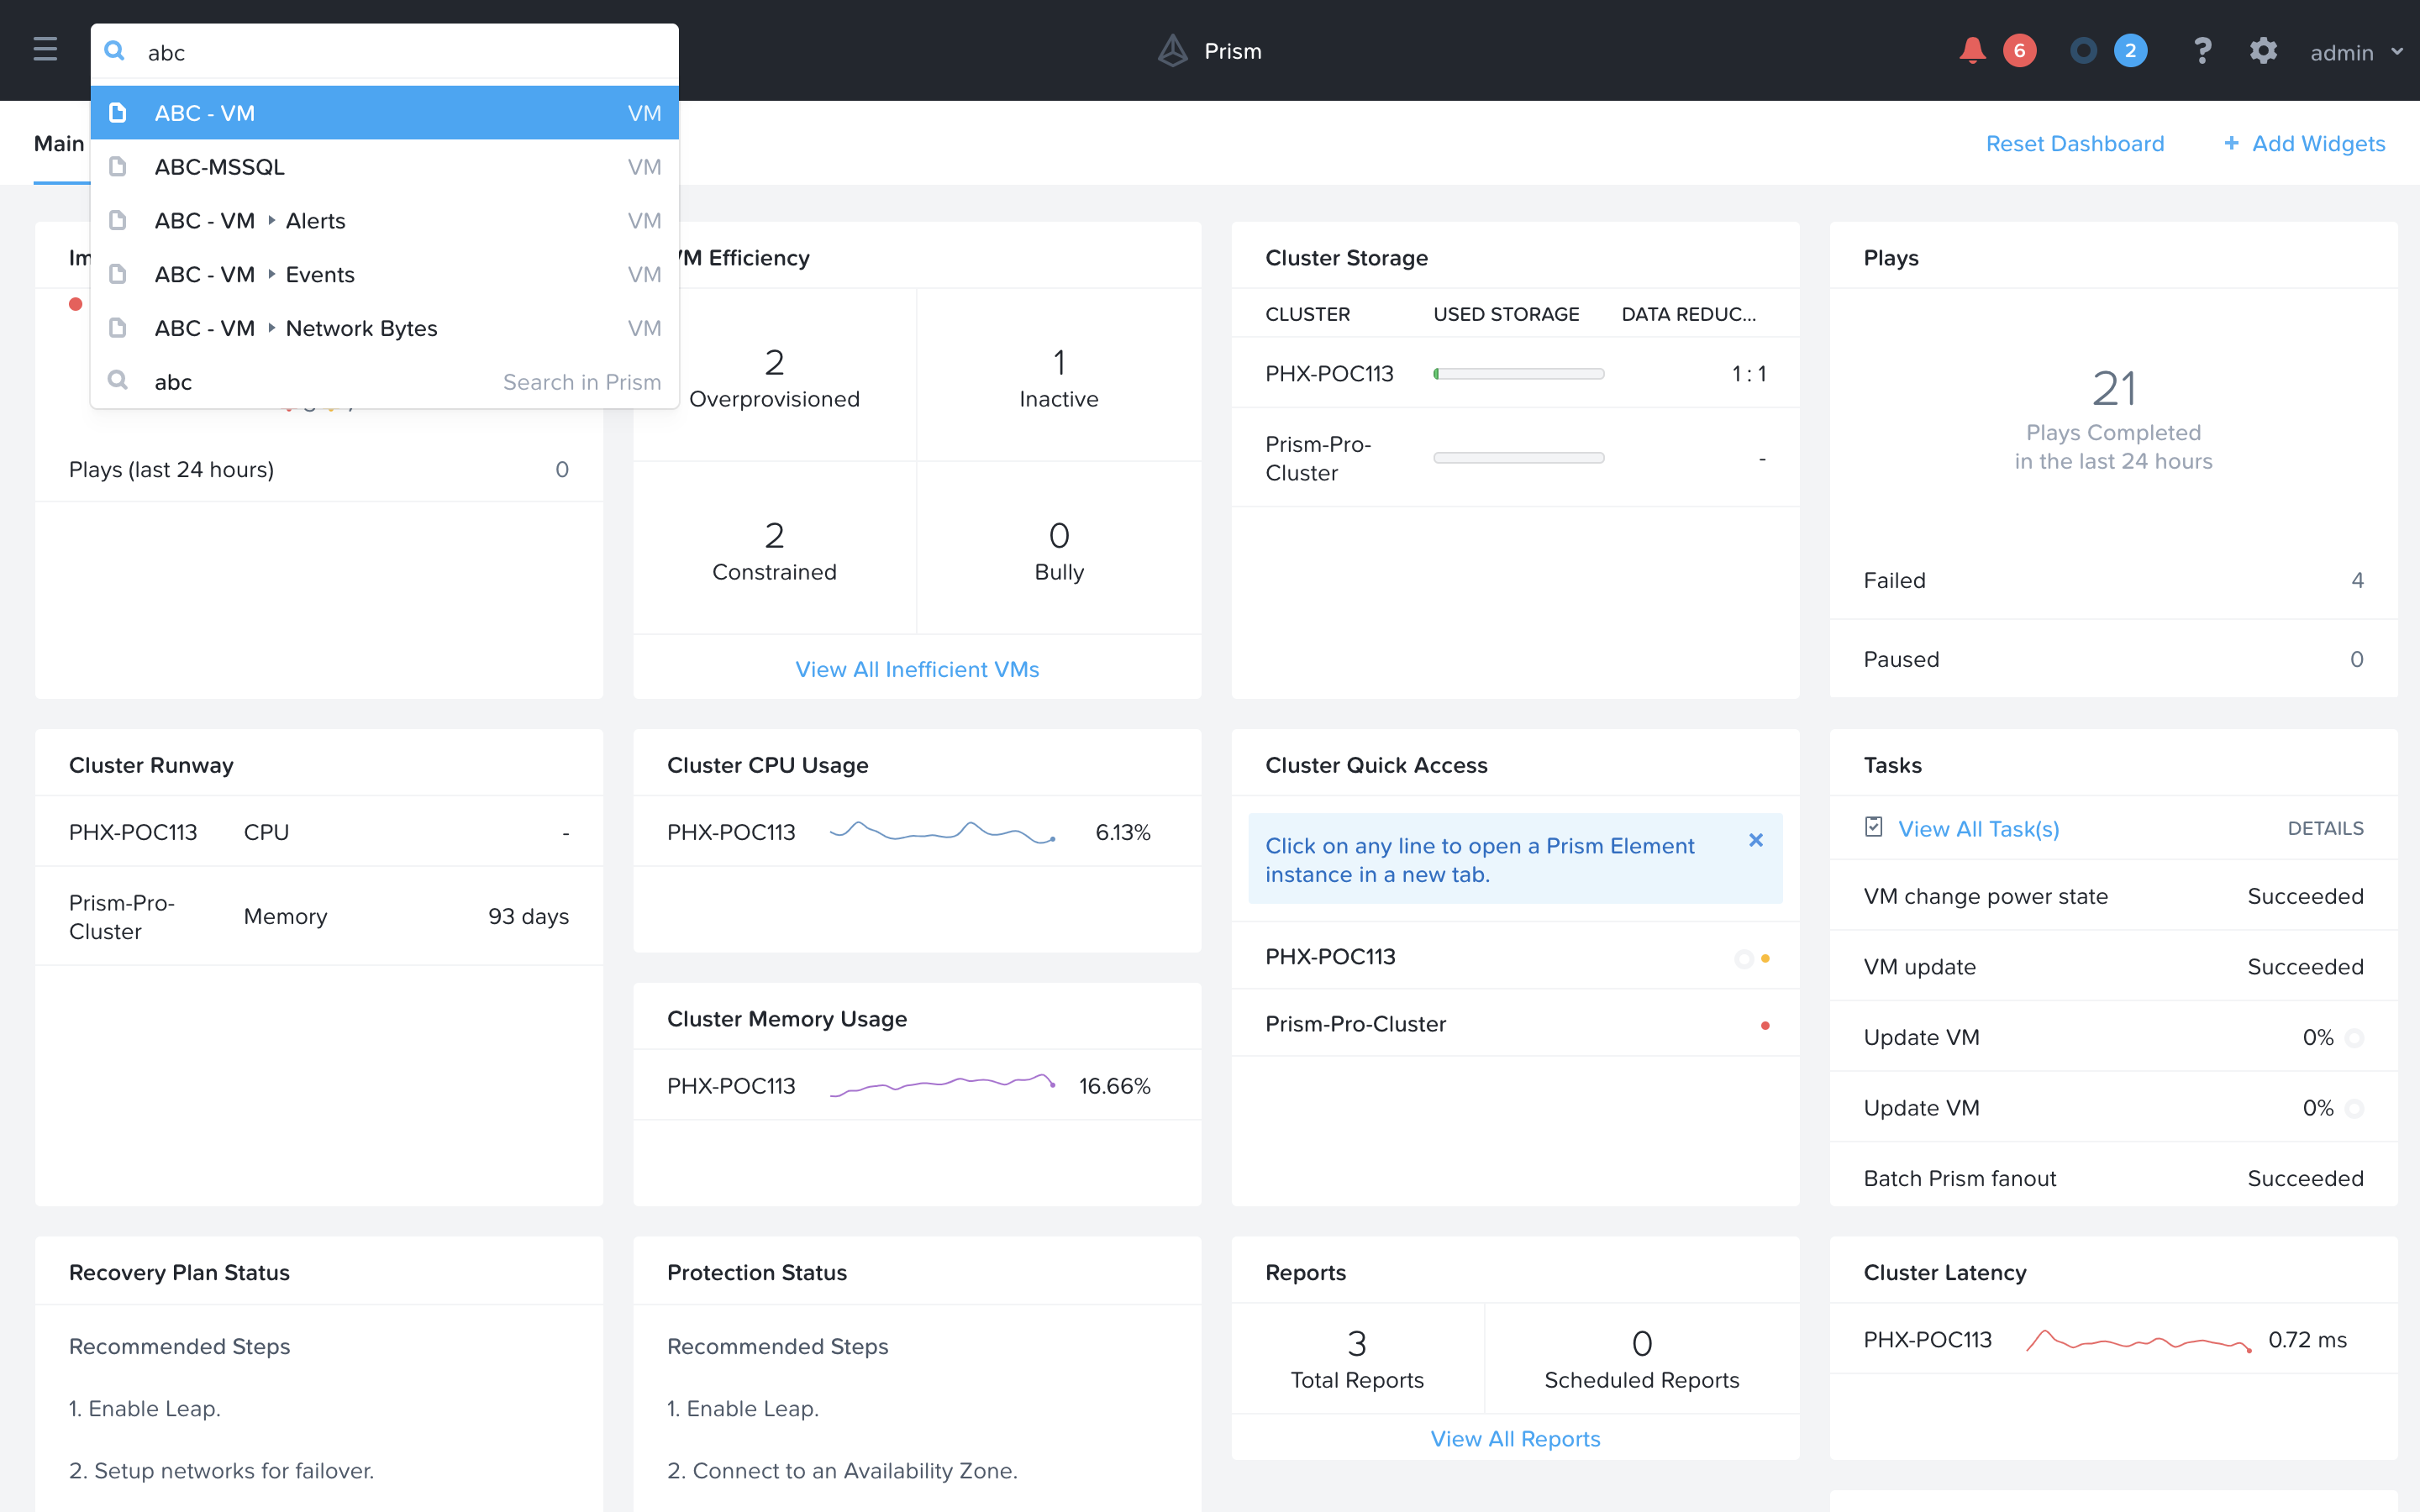 abc
Prism
6
2
?
admin
ABC - VM VM
ABC-MSSQL VM
ABC - VM Alerts VM
ABC - VM Events VM
ABC - VM Network Bytes VM
abc Search in Prism
Main
Reset Dashboard
+ Add Widgets
Plays (last 24 hours) 0
VM Efficiency
2
Overprovisioned
1
Inactive
2
Constrained
0
Bully
View All Inefficient VMs
Cluster Storage
CLUSTER USED STORAGE DATA REDUC...
PHX-POC113 1 : 1
Prism-Pro-
Cluster -
Plays
21
Plays Completed
in the last 24 hours
Failed 4
Paused 0
Cluster Runway
PHX-POC113 CPU -
Prism-Pro-
Cluster Memory 93 days
Cluster CPU Usage
PHX-POC113 6.13%
Cluster Memory Usage
PHX-POC113 16.66%
Cluster Quick Access
Click on any line to open a Prism Element
instance in a new tab.
PHX-POC113
Prism-Pro-Cluster
Tasks
View All Task(s) DETAILS
VM change power state Succeeded
VM update Succeeded
Update VM 0%
Update VM 0%
Batch Prism fanout Succeeded
Recovery Plan Status
Recommended Steps
1. Enable Leap.
2. Setup networks for failover.
Protection Status
Recommended Steps
1. Enable Leap.
2. Connect to an Availability Zone.
Reports
3
Total Reports
0
Scheduled Reports
View All Reports
Cluster Latency
PHX-POC113 0.72 ms